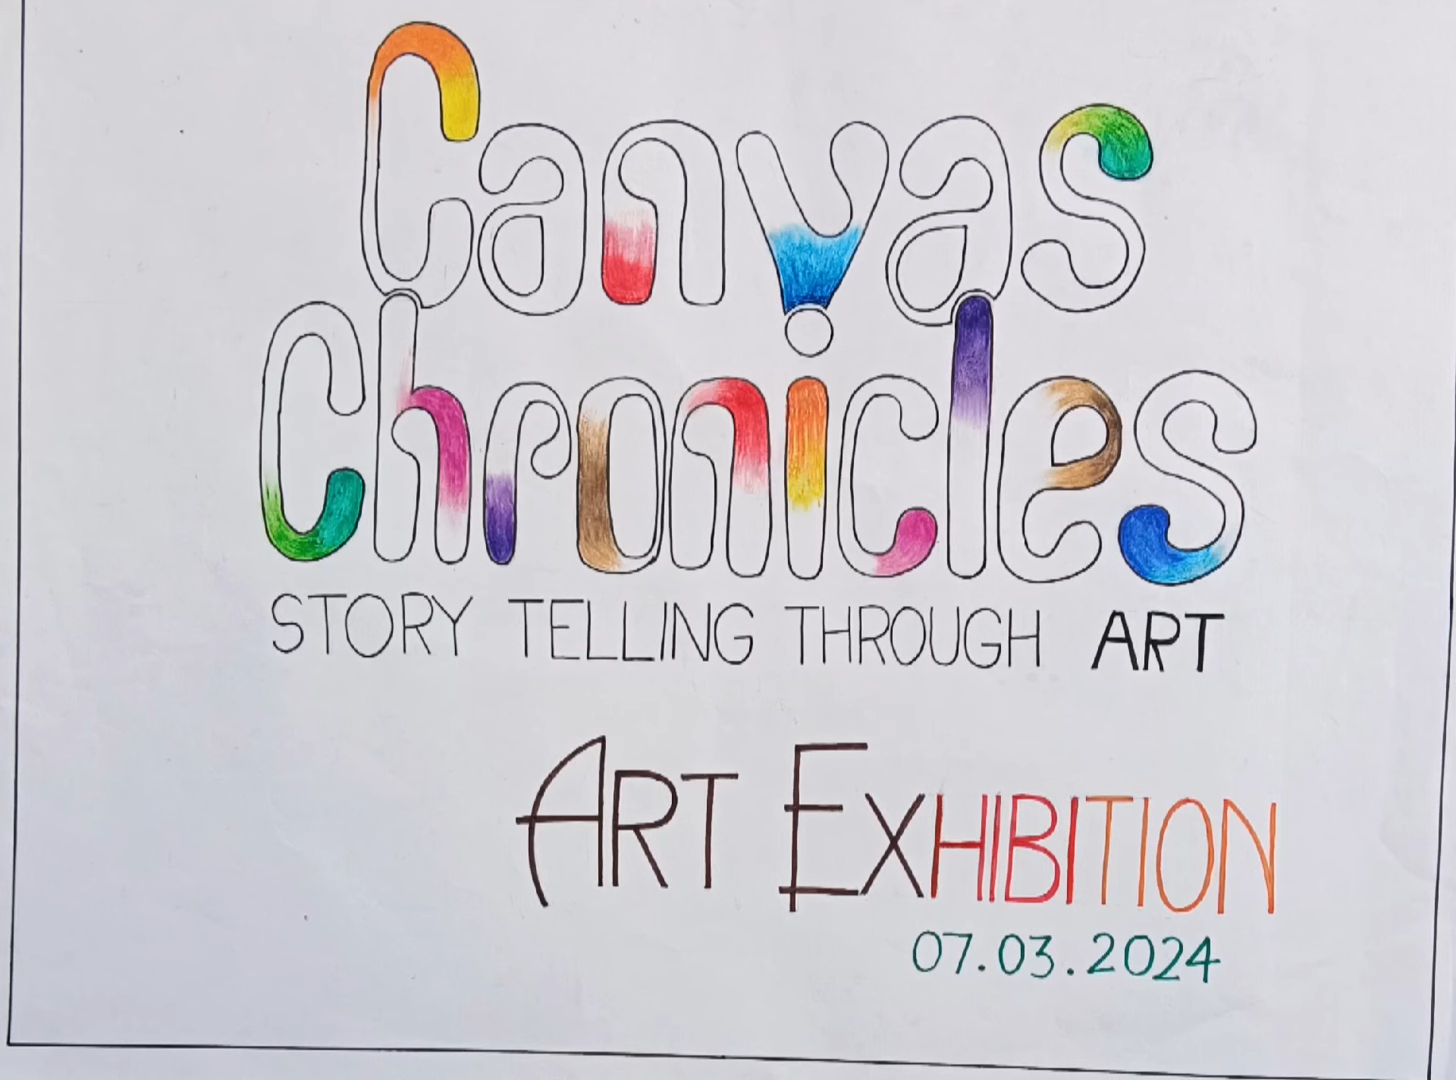 Canvas
Chronicles
STORY TELLING THROUGH ART
ART EXHIBITION
07.03.2024